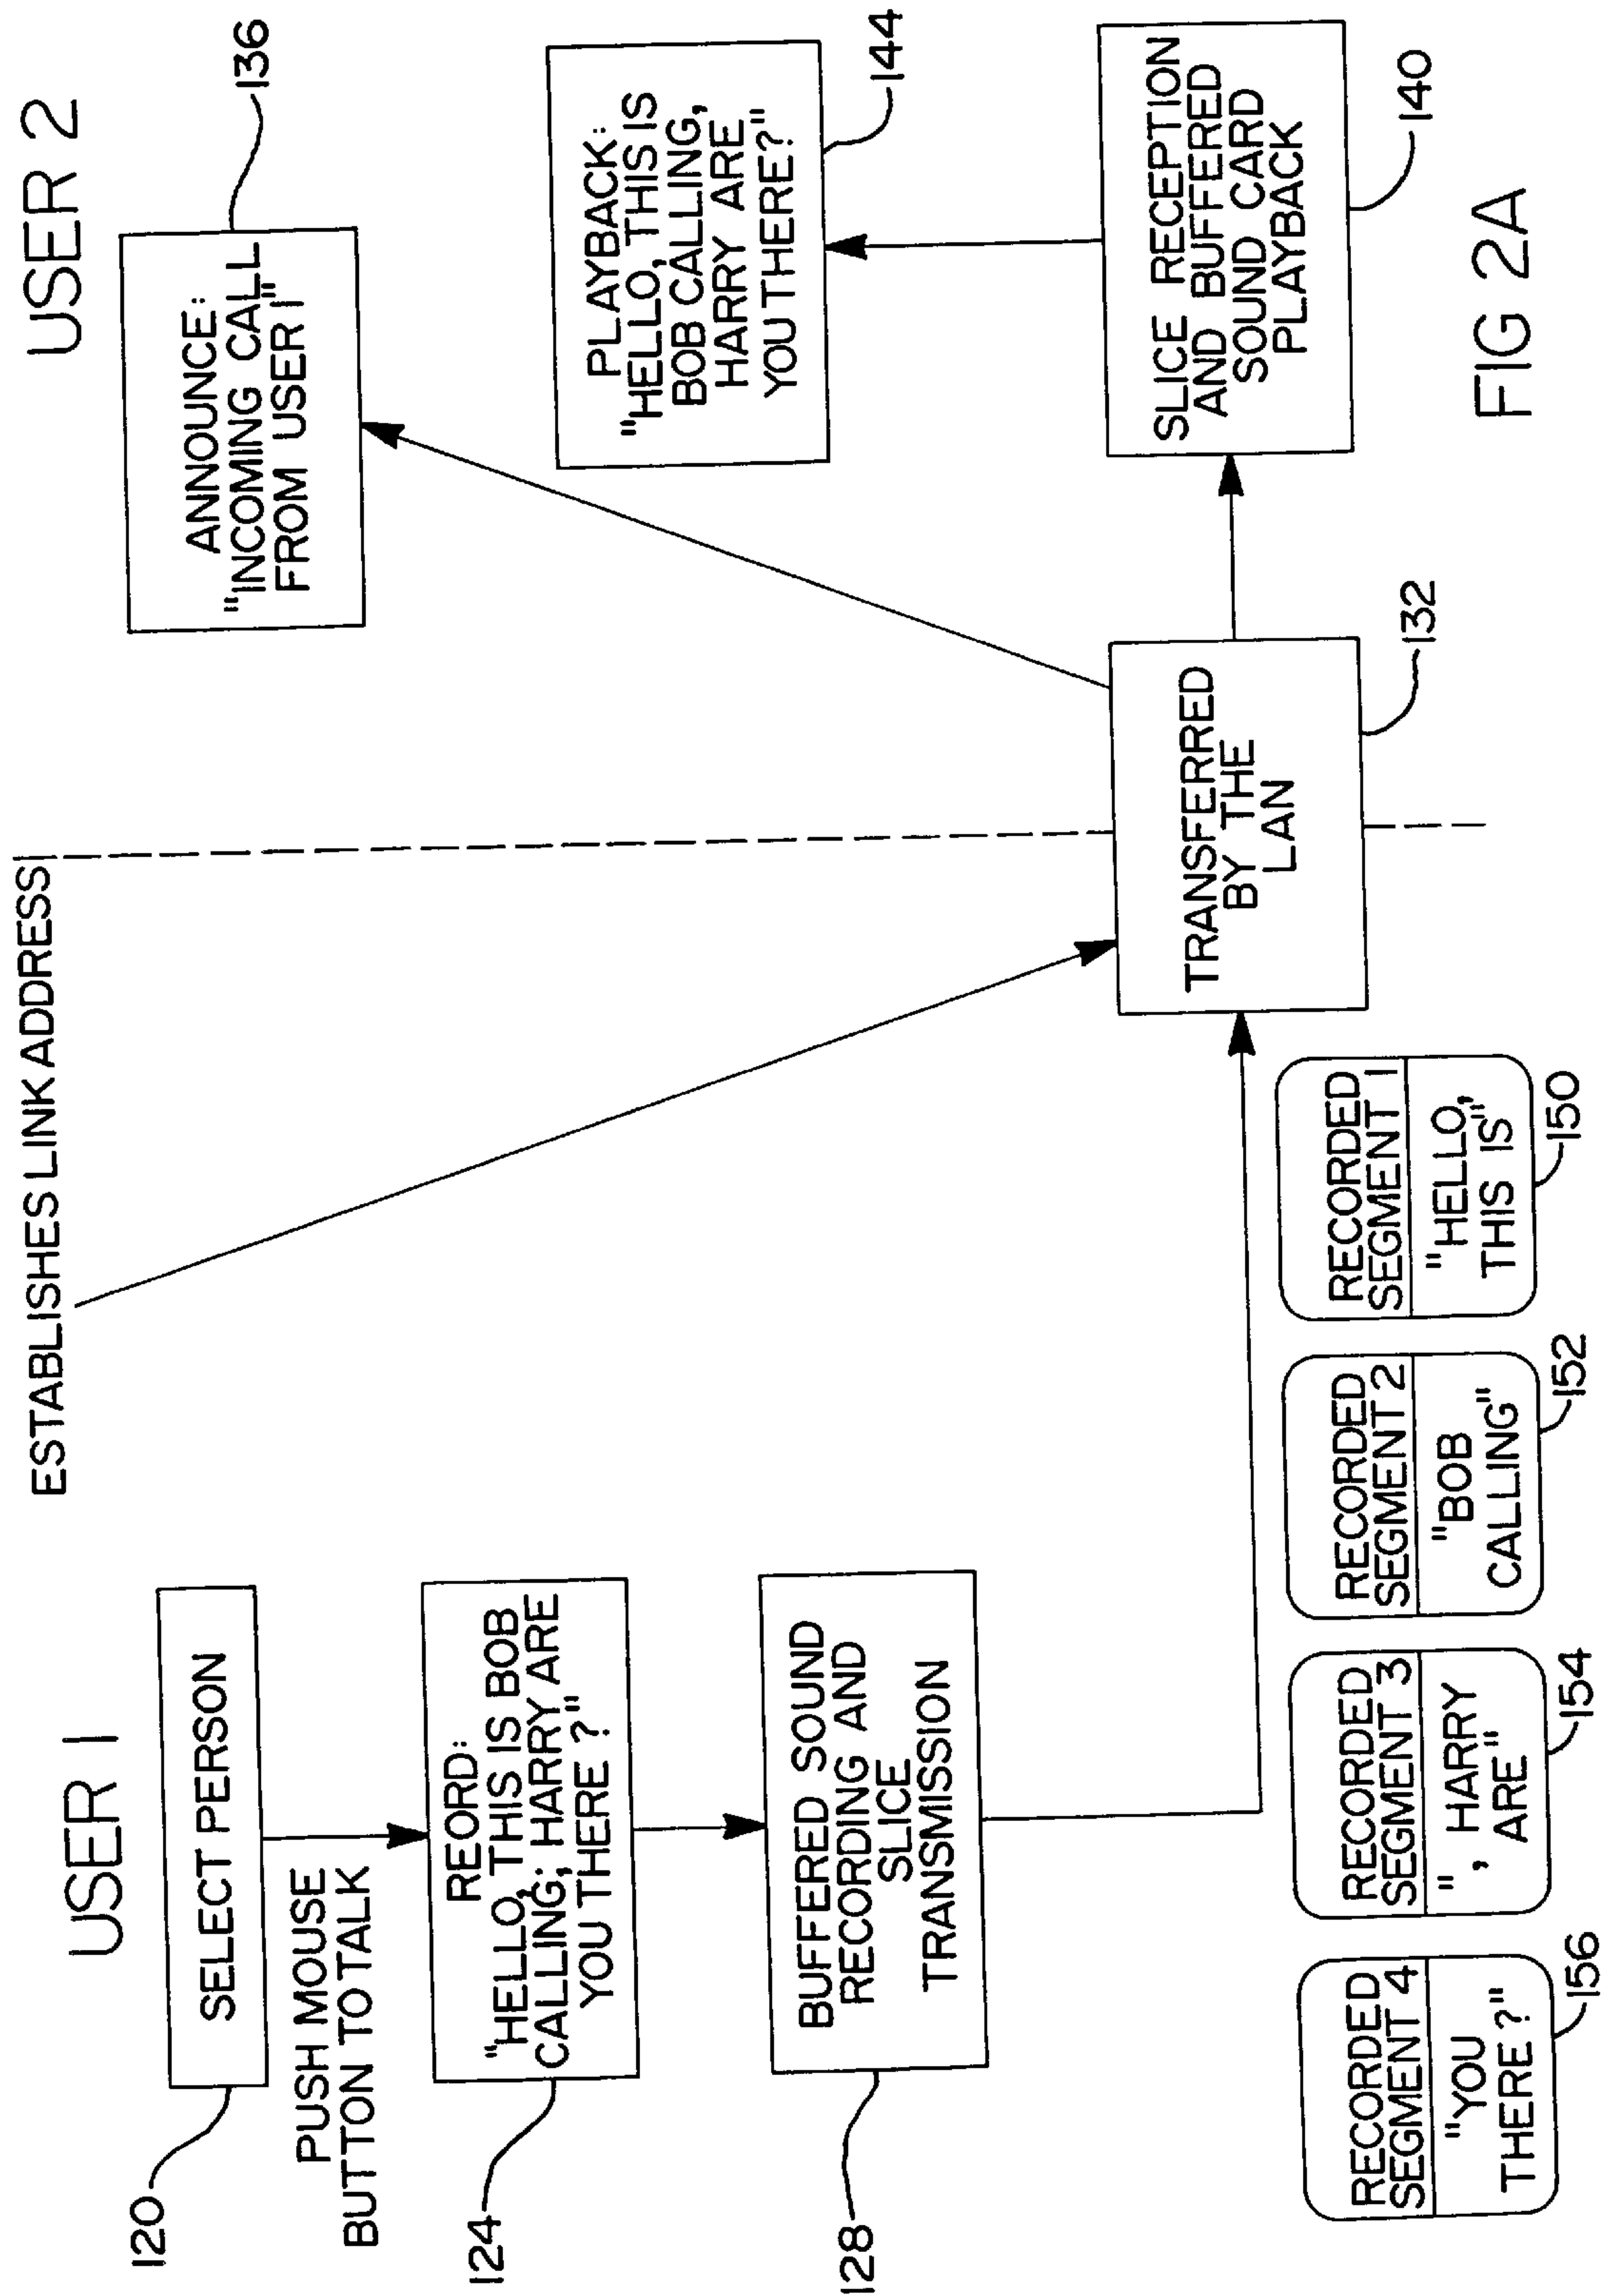 USER 1
ESTABLISHES LINK ADDRESS
USER 2
120
SELECT PERSON
PUSH MOUSE
BUTTON TO TALK
124
REORD:
"HELLO, THIS IS BOB
CALLING; HARRY ARE
YOU THERE ?"
128
BUFFERED SOUND
RECORDING AND
SLICE
TRANSMISSION
ANNOUNCE:
"INCOMING CALL
FROM USER 1"
136
PLAYBACK:
"HELLO, THIS IS
BOB CALLING,
HARRY ARE
YOU THERE?"
144
TRANSFERRED
BY THE
LAN
132
SLICE RECEPTION
AND BUFFERED
SOUND CARD
PLAYBACK
140
RECORDED
SEGMENT 4
"YOU
THERE ?"
156
RECORDED
SEGMENT 3
", HARRY
ARE"
154
RECORDED
SEGMENT 2
"BOB
CALLING"
152
RECORDED
SEGMENT 1
"HELLO,
THIS IS"
150
FIG 2A